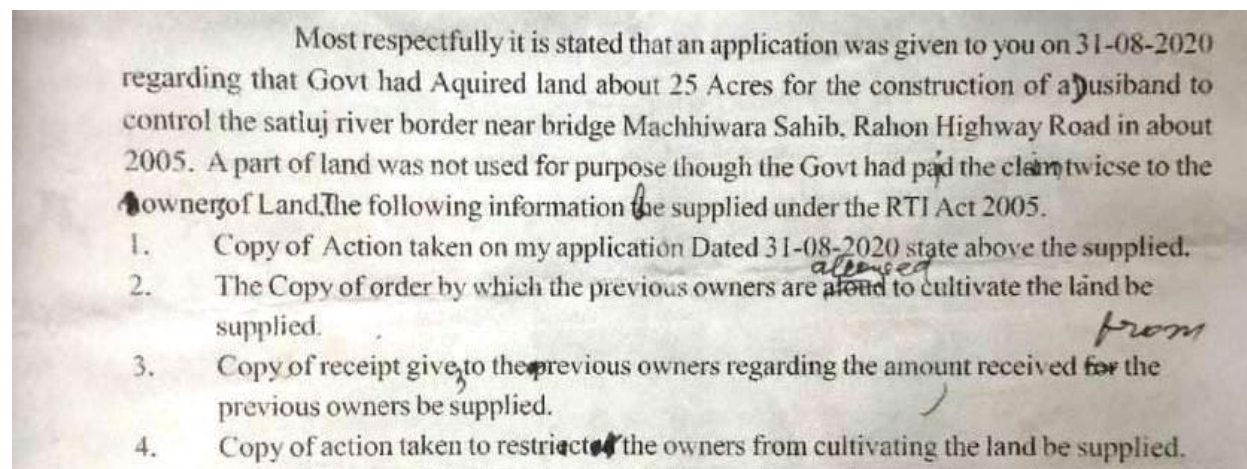 Most respectfully it is stated that an application was given to you on 31-08-2020
regarding that Govt had Aquired land about 25 Acres for the construction of a Dusiband to
control the satluj river border near bridge Machhiwara Sahib, Rahon Highway Road in about
2005. A part of land was not used for purpose though the Govt had paid the claim twicse to the
owners of Land. The following information be supplied under the RTI Act 2005.
1. Copy of Action taken on my application Dated 31-08-2020 state above the supplied.
allowed
2. The Copy of order by which the previous owners are aloud to cultivate the land be
supplied.
from
3. Copy of receipt give to the previous owners regarding the amount received for the
previous owners be supplied.
4. Copy of action taken to restrict the owners from cultivating the land be supplied.